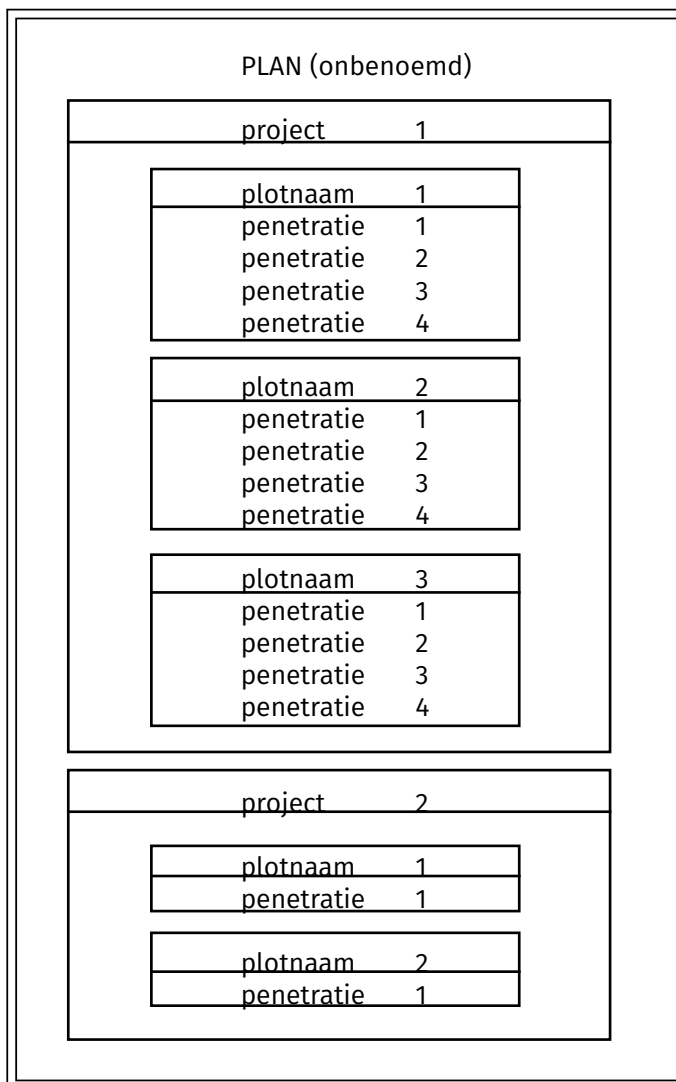 PLAN (onbenoemd)
project 1
plotnaam 1
penetratie 1
penetratie 2
penetratie 3
penetratie 4
plotnaam 2
penetratie 1
penetratie 2
penetratie 3
penetratie 4
plotnaam 3
penetratie 1
penetratie 2
penetratie 3
penetratie 4
project 2
plotnaam 1
penetratie 1
plotnaam 2
penetratie 1